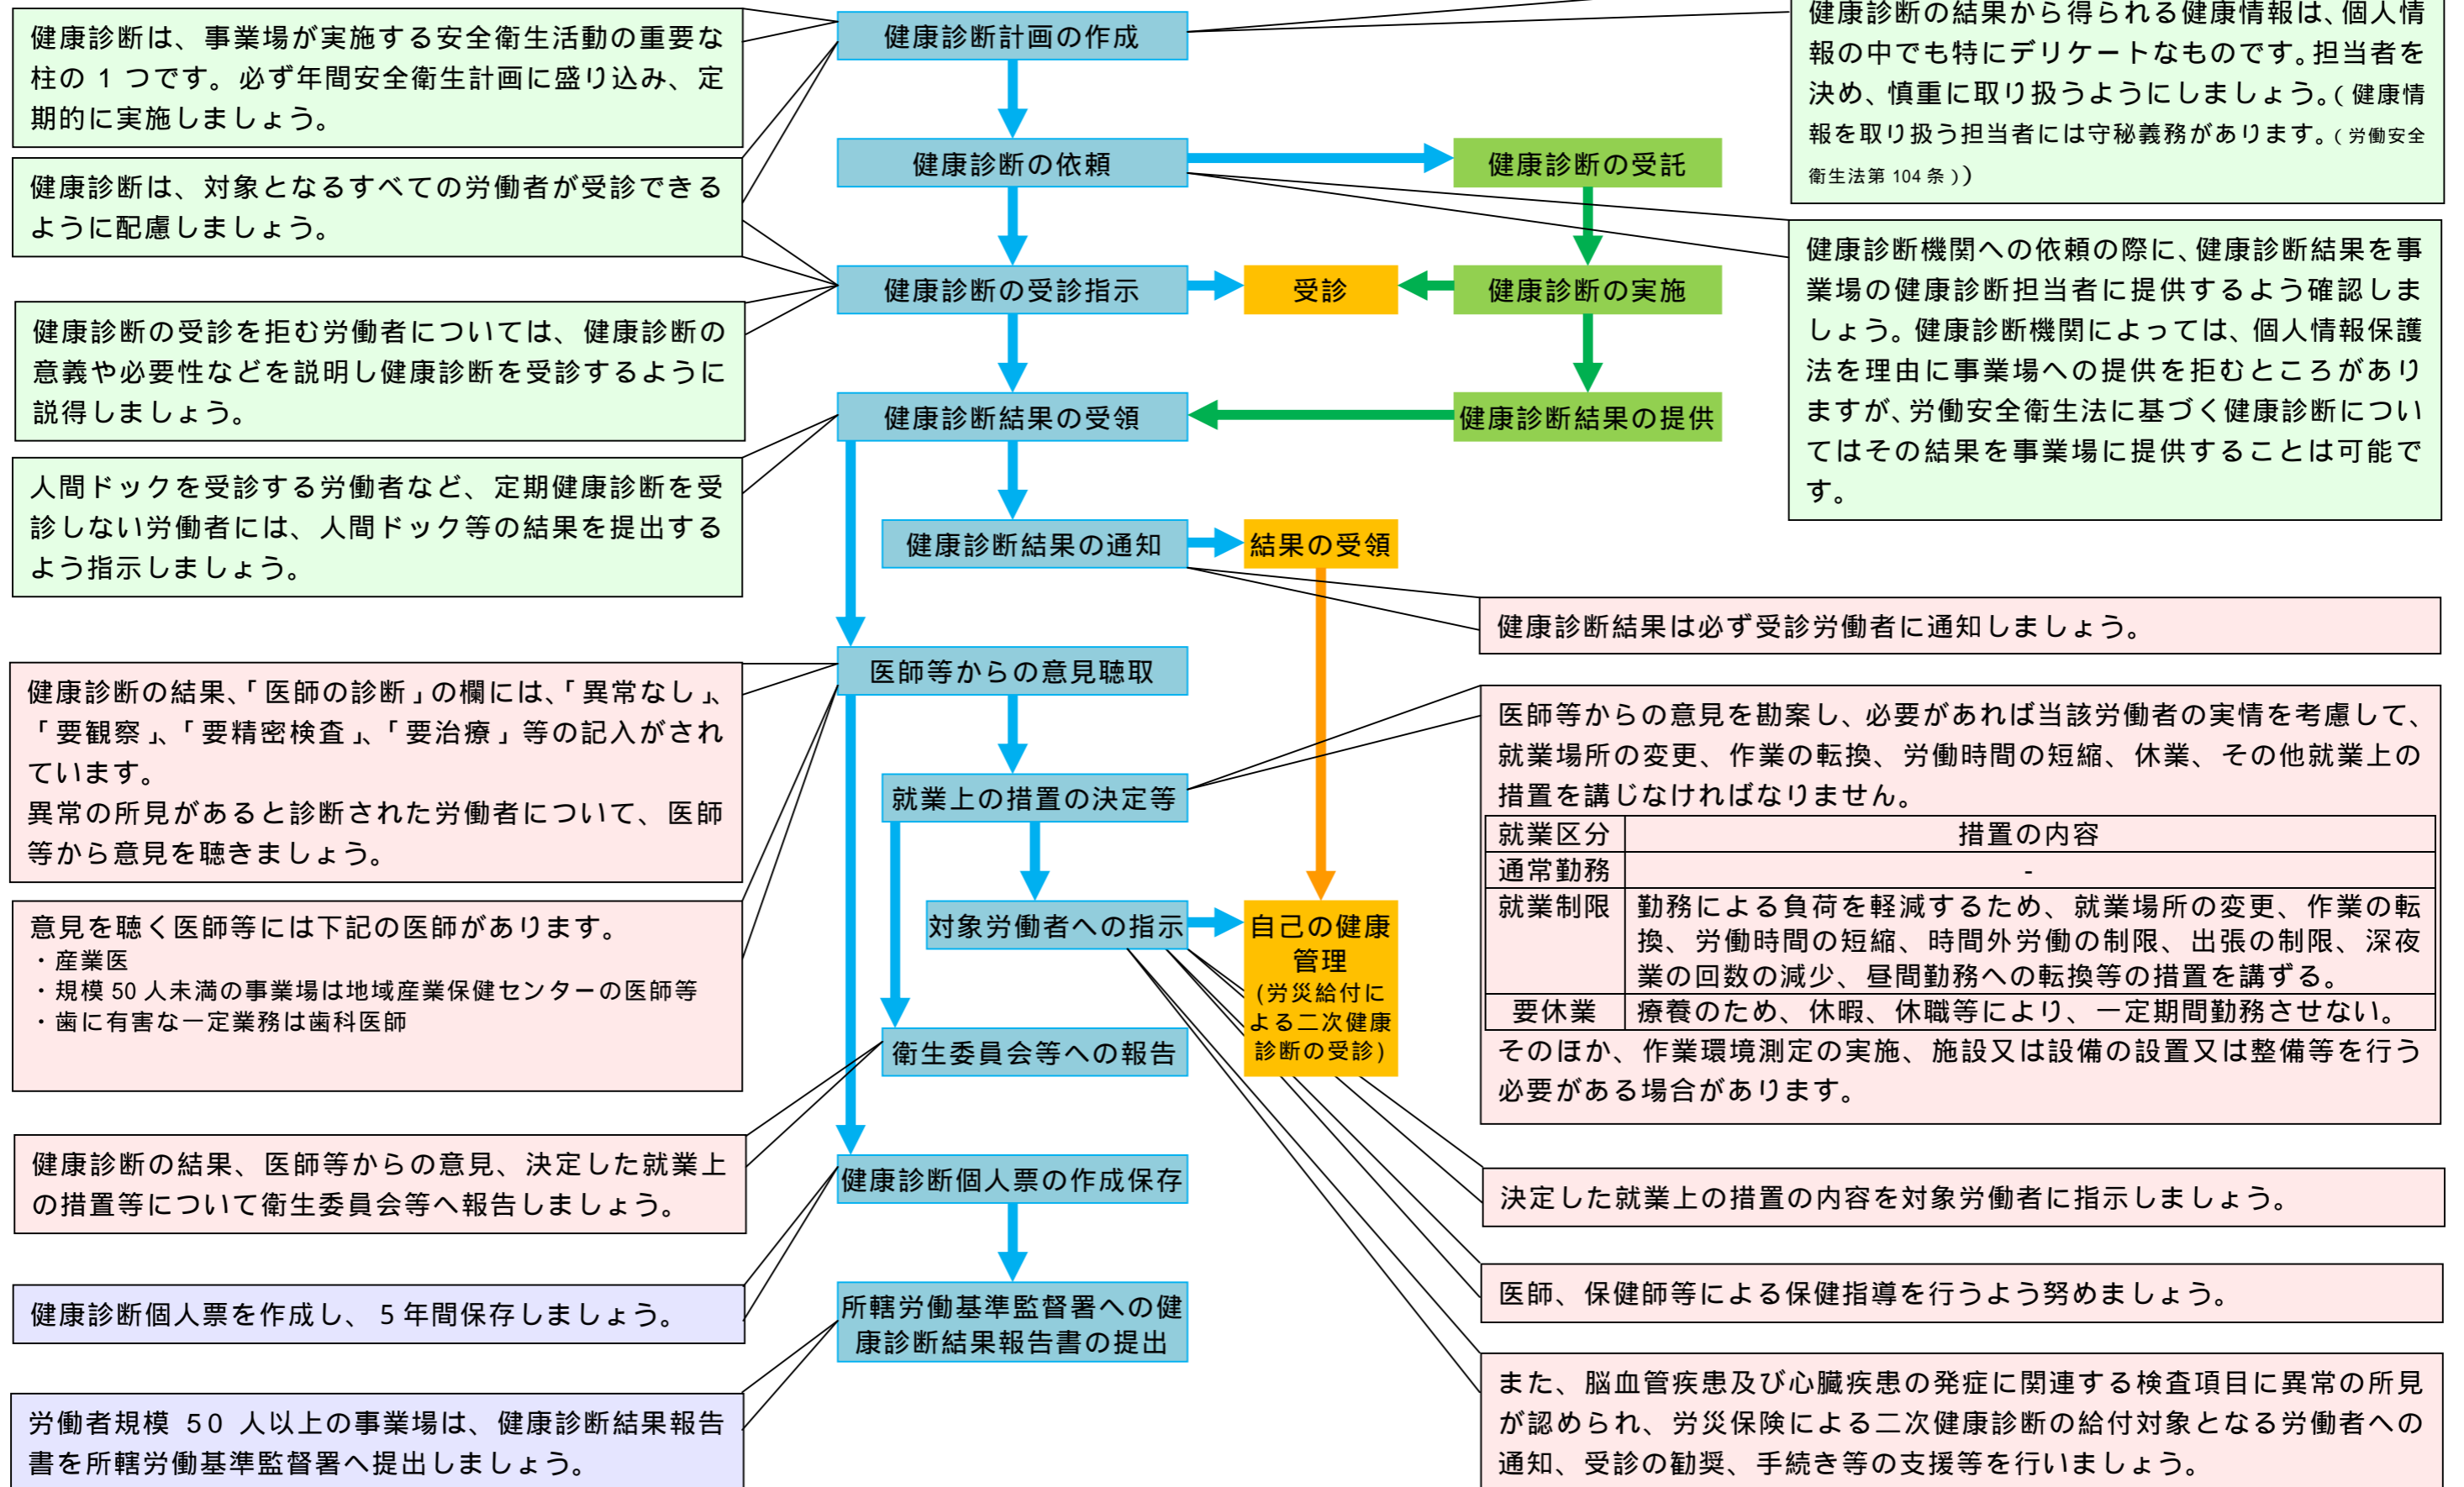 健康診断は、事業場が実施する安全衛生活動の重要な
柱の 1 つです。必ず年間安全衛生計画に盛り込み、定
期的に実施しましょう。
健康診断は、対象となるすべての労働者が受診できる
ように配慮しましょう。
健康診断の受診を拒む労働者については、健康診断の
意義や必要性などを説明し健康診断を受診するように
説得しましょう。
人間ドックを受診する労働者など、定期健康診断を受
診しない労働者には、人間ドック等の結果を提出する
よう指示しましょう。
健康診断の結果、「医師の診断」の欄には、「異常なし」、
「要観察」、「要精密検査」、「要治療」等の記入がされ
ています。
異常の所見があると診断された労働者について、医師
等から意見を聴きましょう。
意見を聴く医師等には下記の医師があります。
・産業医
・規模 50 人未満の事業場は地域産業保健センターの医師等
・歯に有害な一定業務は歯科医師
健康診断の結果、医師等からの意見、決定した就業上
の措置等について衛生委員会等へ報告しましょう。
健康診断個人票を作成し、5 年間保存しましょう。
労働者規模 50 人以上の事業場は、健康診断結果報告
書を所轄労働基準監督署へ提出しましょう。
健康診断計画の作成
健康診断の依頼
健康診断の受託
健康診断の受診指示
受診
健康診断の実施
健康診断結果の受領
健康診断結果の提供
健康診断結果の通知
結果の受領
医師等からの意見聴取
就業上の措置の決定等
対象労働者への指示
自己の健康
管理
(労災給付に
よる二次健康
診断の受診)
衛生委員会等への報告
健康診断個人票の作成保存
所轄労働基準監督署への健
康診断結果報告書の提出
健康診断の結果から得られる健康情報は、個人情
報の中でも特にデリケートなものです。担当者を
決め、慎重に取り扱うようにしましょう。(健康情
報を取り扱う担当者には守秘義務があります。(労働安全
衛生法第 104 条))
健康診断機関への依頼の際に、健康診断結果を事
業場の健康診断担当者に提供するよう確認しま
しょう。健康診断機関によっては、個人情報保護
法を理由に事業場への提供を拒むところがあり
ますが、労働安全衛生法に基づく健康診断につい
てはその結果を事業場に提供することは可能で
す。
健康診断結果は必ず受診労働者に通知しましょう。
医師等からの意見を勘案し、必要があれば当該労働者の実情を考慮して、
就業場所の変更、作業の転換、労働時間の短縮、休業、その他就業上の
措置を講じなければなりません。
就業区分 措置の内容
通常勤務 -
就業制限 勤務による負荷を軽減するため、就業場所の変更、作業の転
換、労働時間の短縮、時間外労働の制限、出張の制限、深夜
業の回数の減少、昼間勤務への転換等の措置を講ずる。
要休業 療養のため、休暇、休職等により、一定期間勤務させない。
そのほか、作業環境測定の実施、施設又は設備の設置又は整備等を行う
必要がある場合があります。
決定した就業上の措置の内容を対象労働者に指示しましょう。
医師、保健師等による保健指導を行うよう努めましょう。
また、脳血管疾患及び心臓疾患の発症に関連する検査項目に異常の所見
が認められ、労災保険による二次健康診断の給付対象となる労働者への
通知、受診の勧奨、手続き等の支援等を行いましょう。